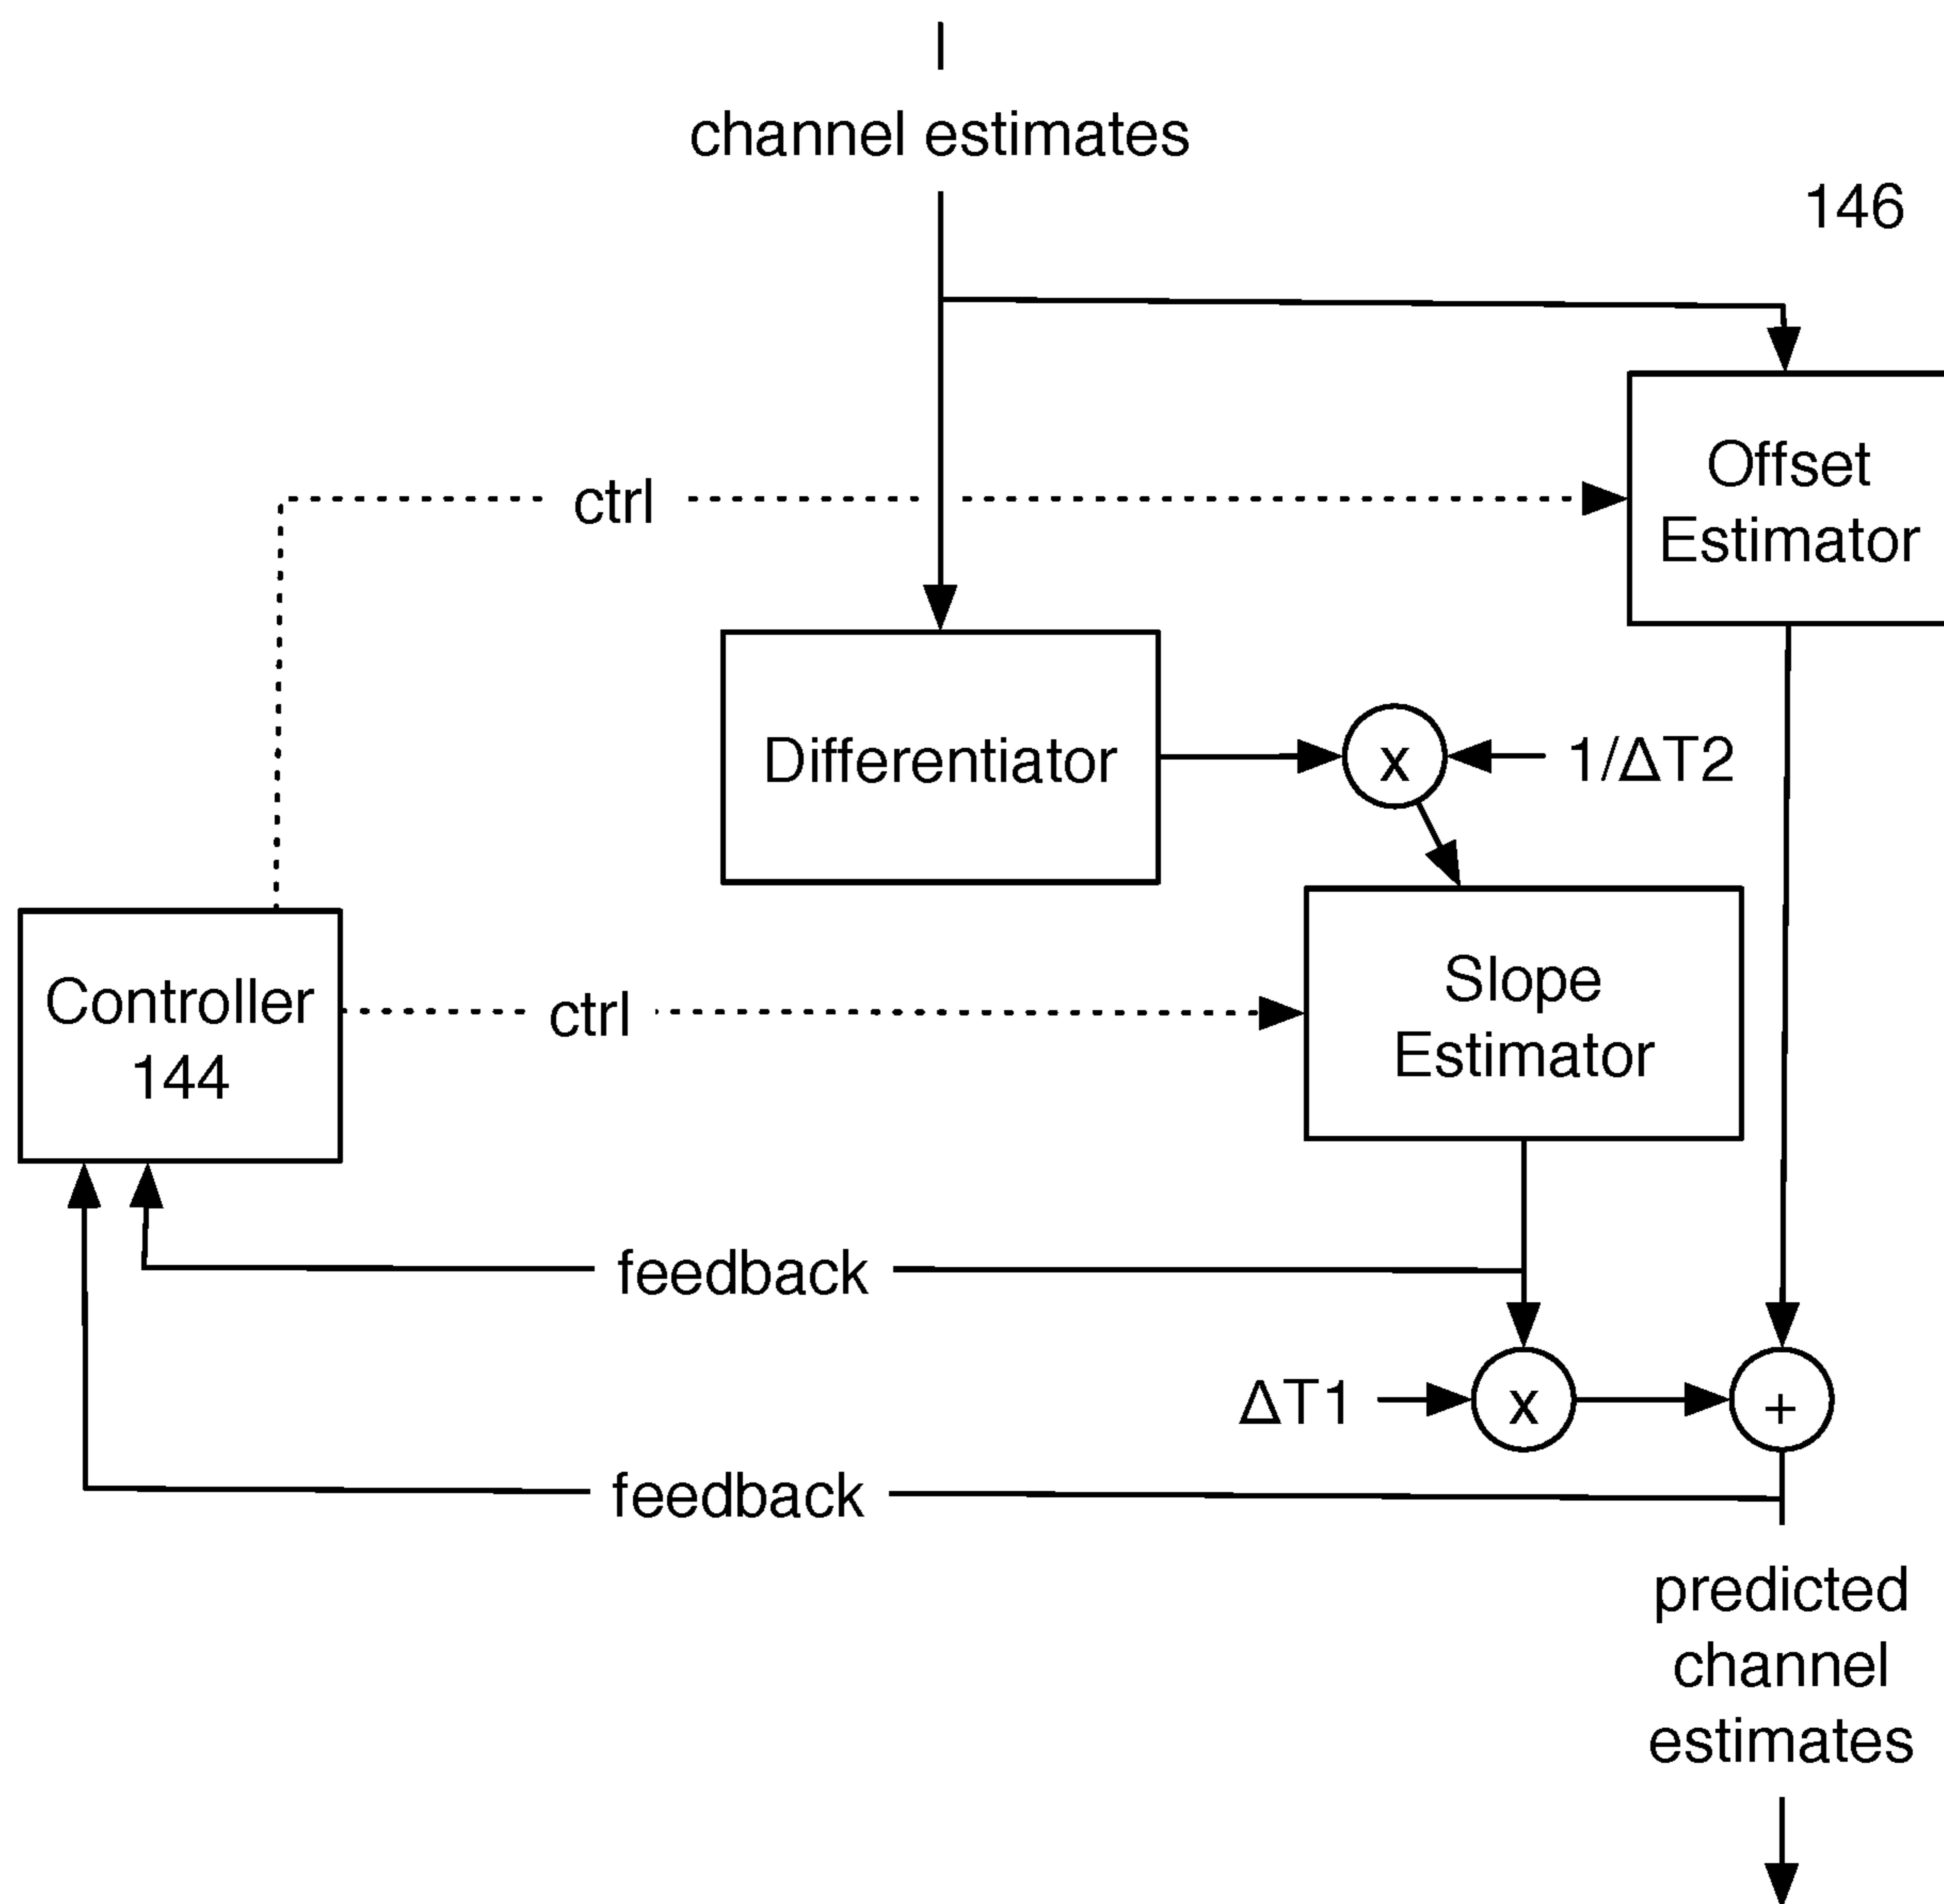 channel estimates
146
ctrl
Offset
Estimator
Differentiator
x
1/ΔT2
Controller
144
ctrl
Slope
Estimator
feedback
ΔT1
x
+
feedback
predicted
channel
estimates